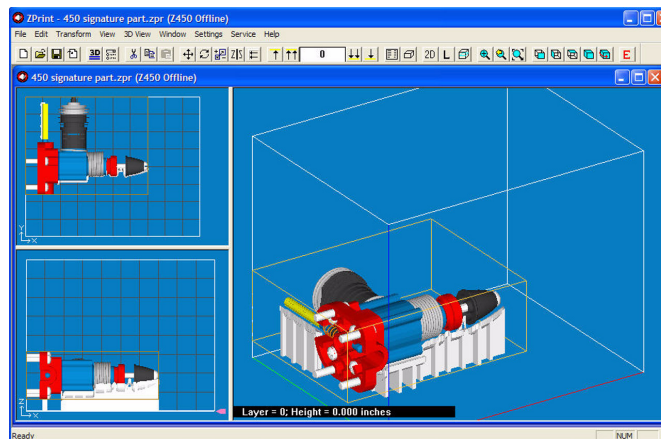 ZPrint - 450 signature part.zpr (Z450 Offline)
File Edit Transform View 3D View Window Settings Service Help
3D Z|S 0 2D L E
450 signature part.zpr (Z450 Offline)
Y
X
Z
X
Layer = 0; Height = 0.000 inches
Ready NUM